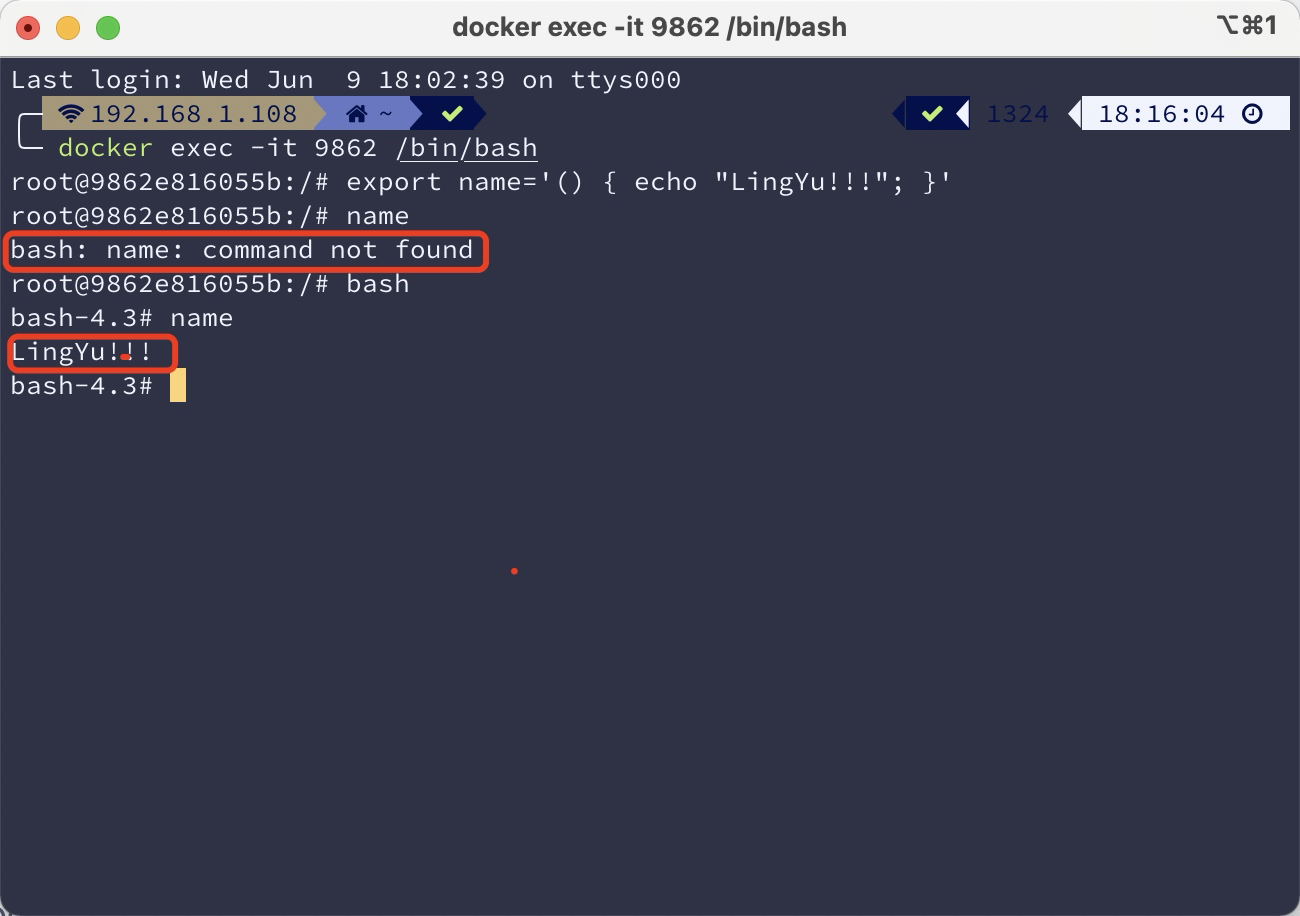 docker exec -it 9862 /bin/bash ⌥⌘1
Last login: Wed Jun  9 18:02:39 on ttys000
192.168.1.108 ~ 1324 18:16:04
docker exec -it 9862 /bin/bash
root@9862e816055b:/# export name='() { echo "LingYu!!!"; }'
root@9862e816055b:/# name
bash: name: command not found
root@9862e816055b:/# bash
bash-4.3# name
LingYu!!!
bash-4.3#